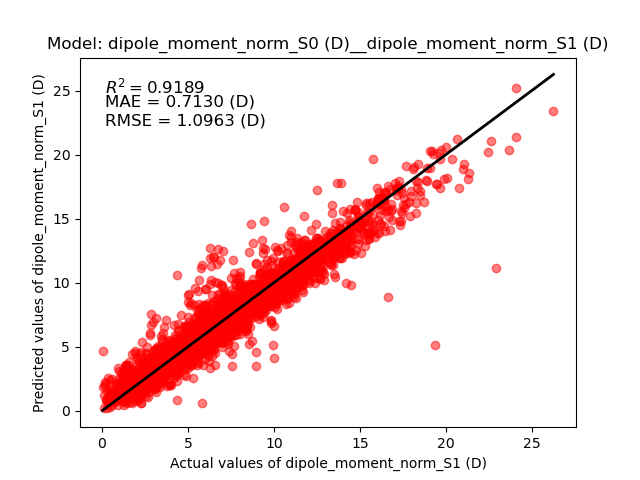 Model: dipole_moment_norm_S0 (D)__dipole_moment_norm_S1 (D)
R² = 0.9189
MAE = 0.7130 (D)
RMSE = 1.0963 (D)
Predicted values of dipole_moment_norm_S1 (D)
25
20
15
10
5
0
0 5 10 15 20 25
Actual values of dipole_moment_norm_S1 (D)